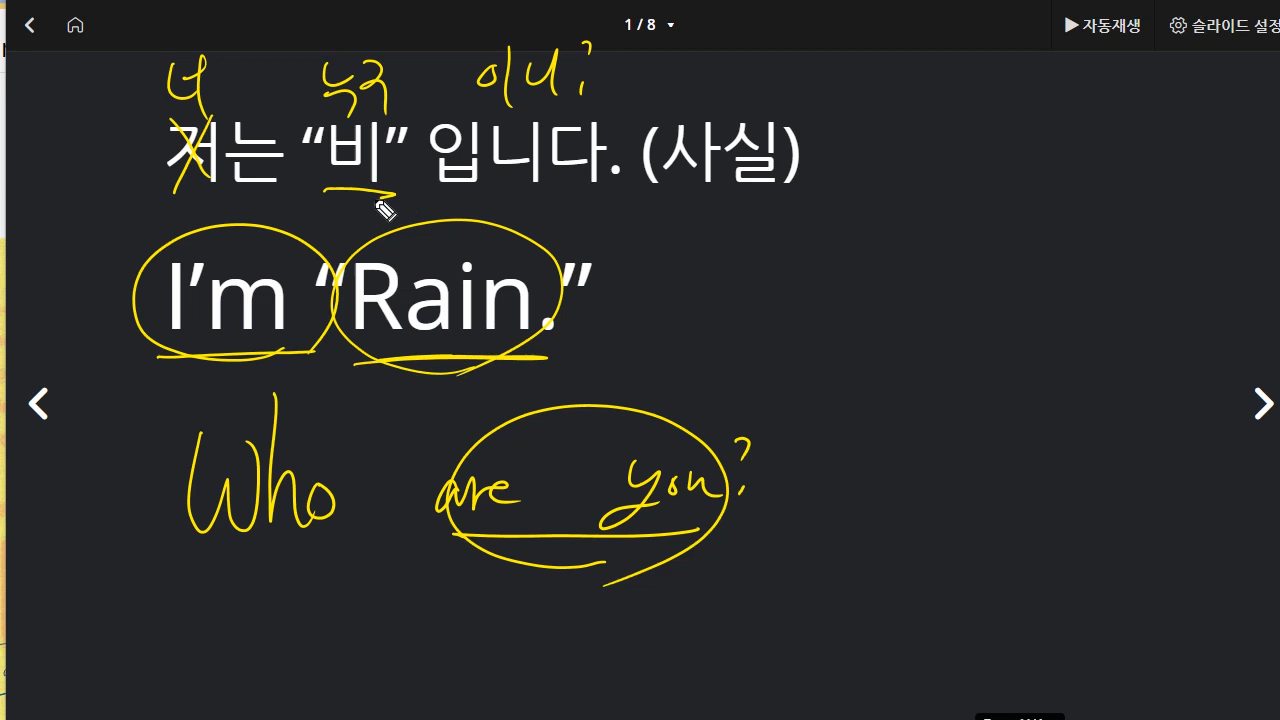 1 / 8
자동재생
슬라이드 설정
너 누구 이니?
저는 “비” 입니다. (사실)
I’m “Rain.”
Who are you?